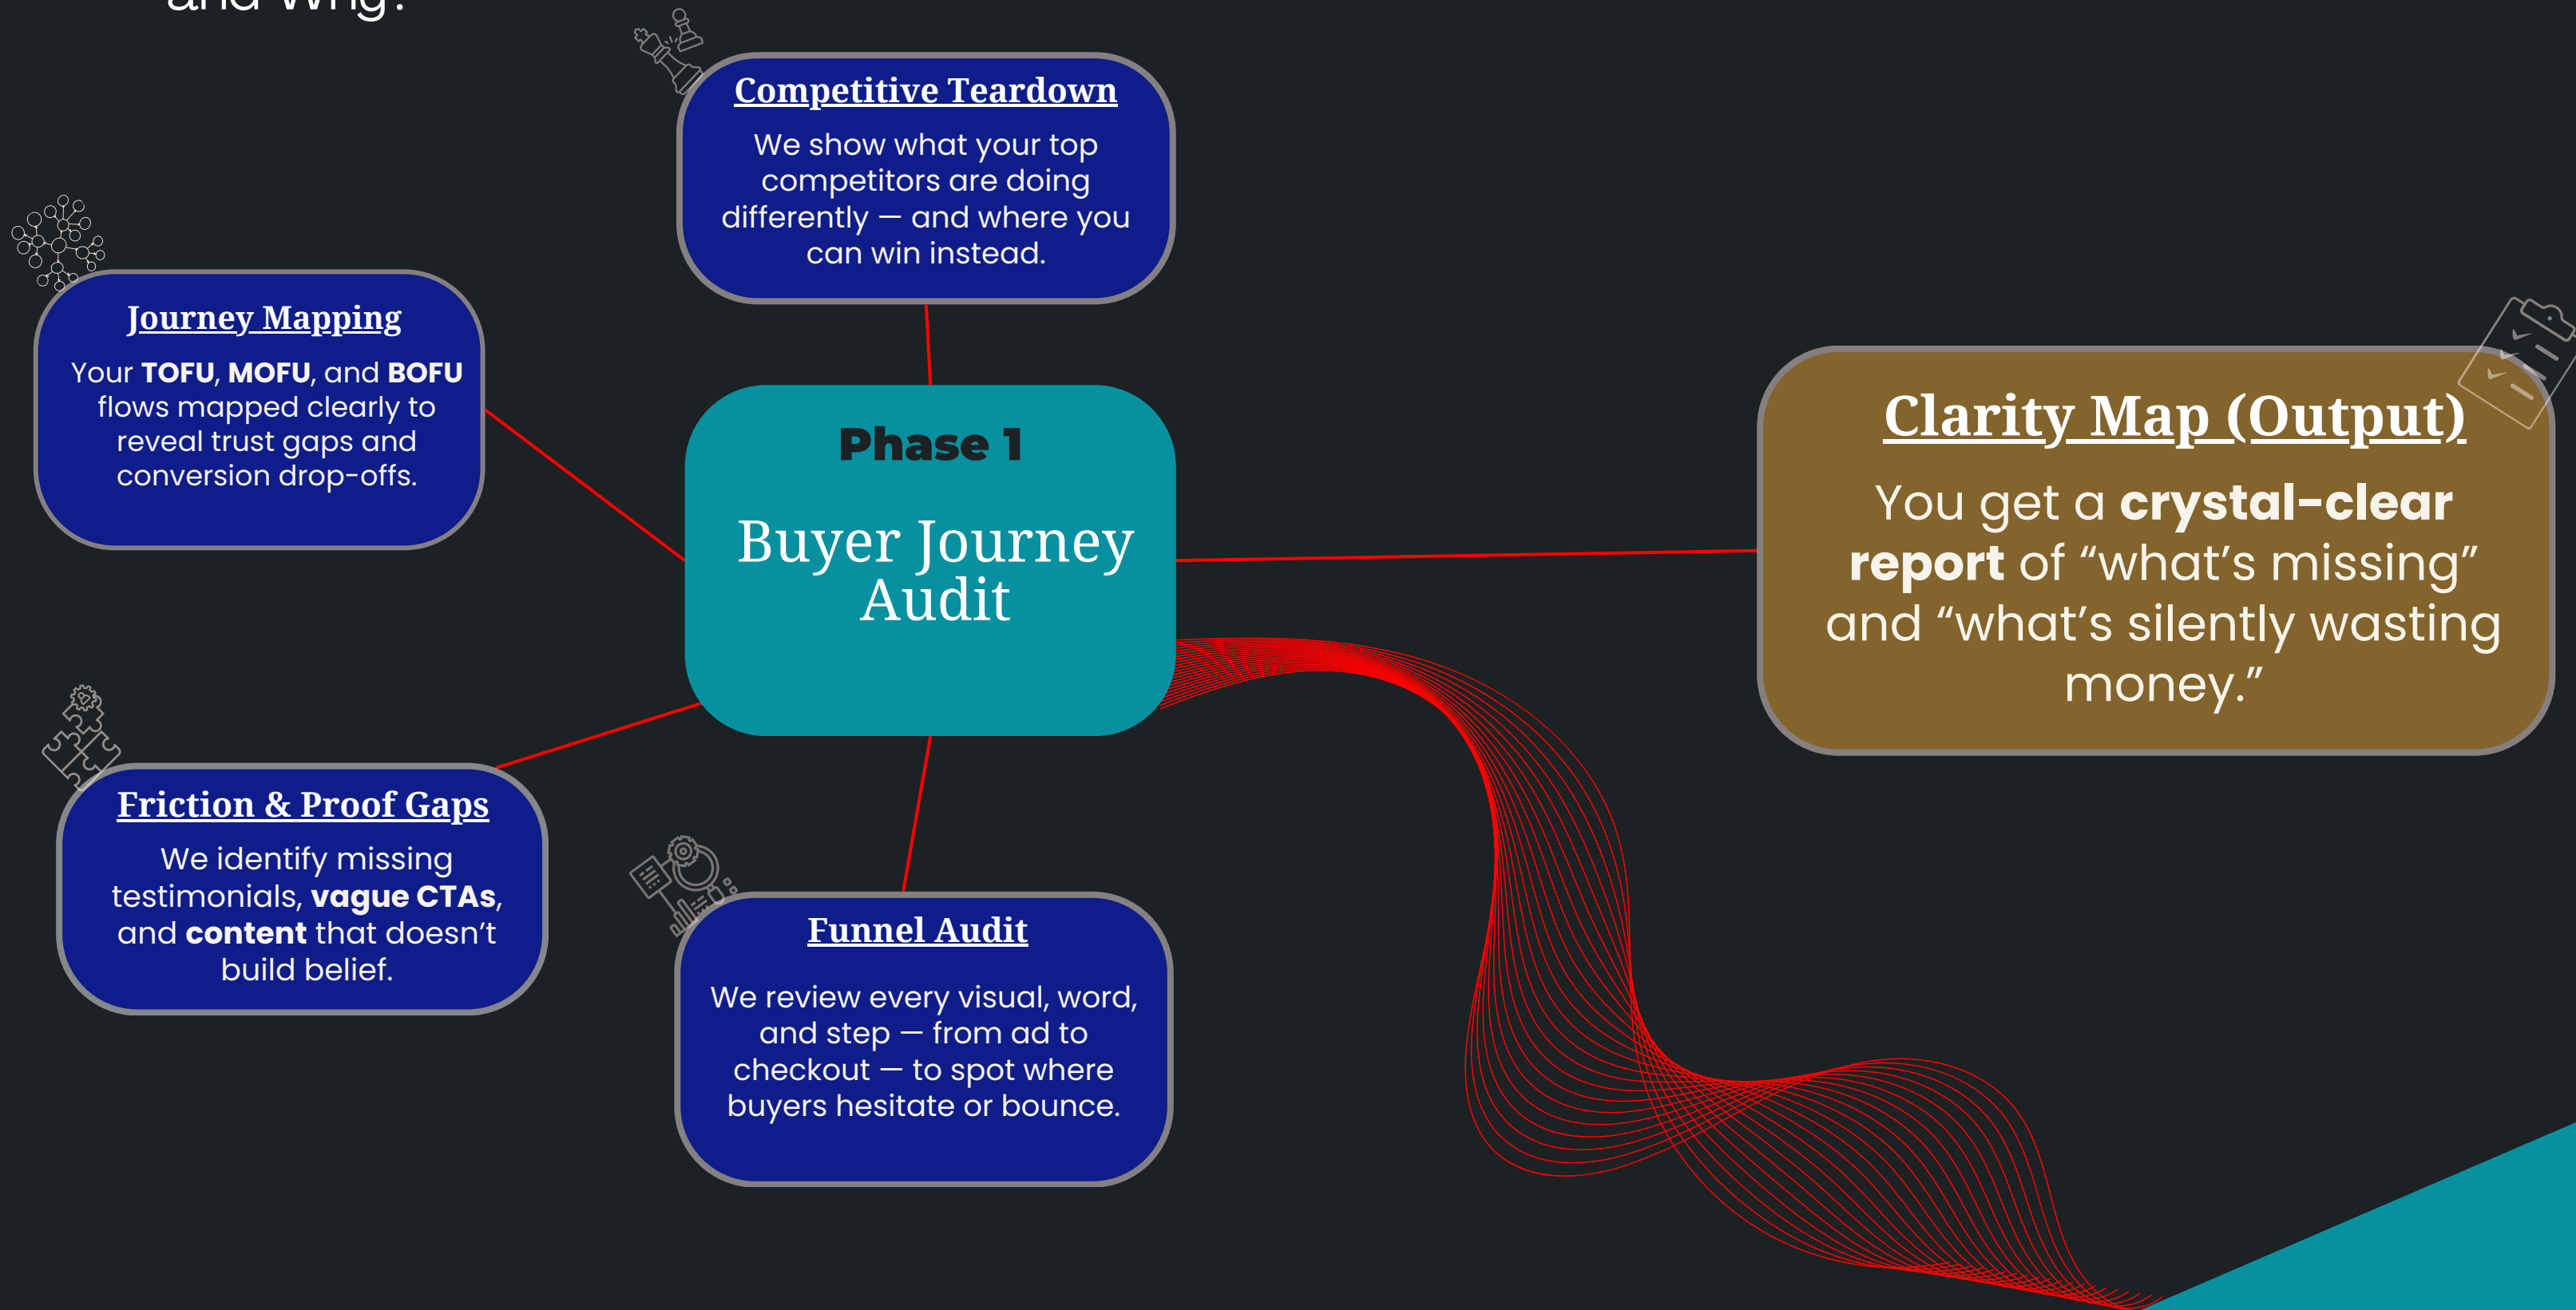 and Why?
Competitive Teardown
We show what your top
competitors are doing
differently — and where you
can win instead.
Journey Mapping
Your TOFU, MOFU, and BOFU
flows mapped clearly to
reveal trust gaps and
conversion drop-offs.
Phase 1
Buyer Journey
Audit
Clarity Map (Output)
You get a crystal-clear
report of “what’s missing”
and “what’s silently wasting
money.”
Friction & Proof Gaps
We identify missing
testimonials, vague CTAs,
and content that doesn’t
build belief.
Funnel Audit
We review every visual, word,
and step — from ad to
checkout — to spot where
buyers hesitate or bounce.